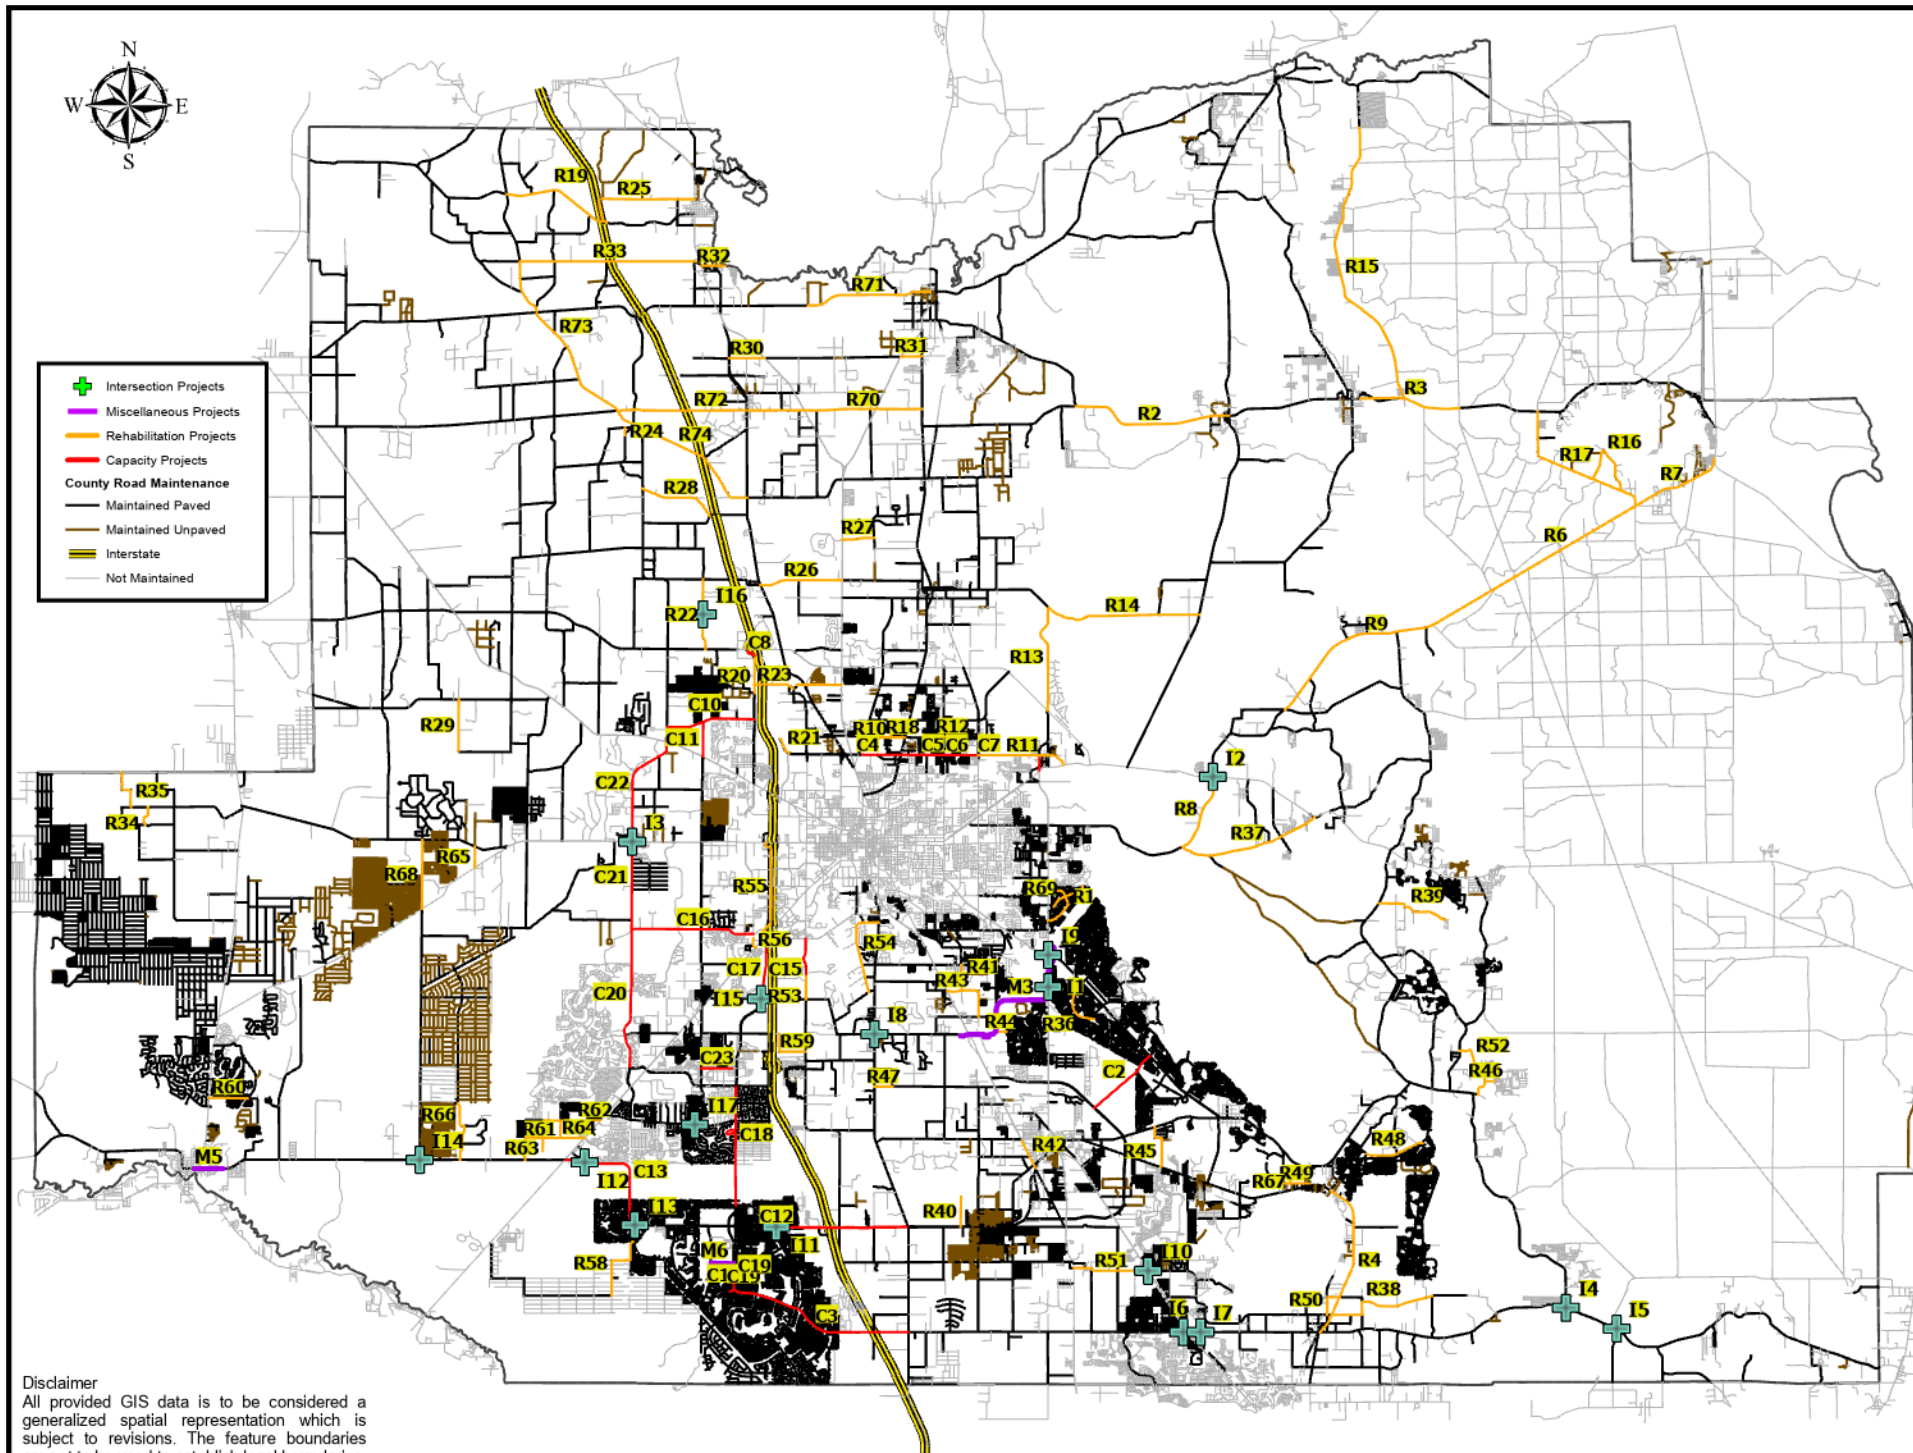 N
W E
S
R19
R25
R33
R32
R71
R15
R73
R30
R31
Intersection Projects
Miscellaneous Projects
Rehabilitation Projects
Capacity Projects
County Road Maintenance
Maintained Paved
Maintained Unpaved
Interstate
Not Maintained
R72
R70
R3
R2
R24
R74
R16
R17
R7
R28
R27
R6
R26
I16
R22
R14
R9
C8
R13
R20
R23
C10
R29
C11
R21
R10
R18
R12
C4
C5
C6
C7
R11
I2
C22
R35
R34
I3
R8
R37
R65
R68
C21
R55
R69
R1
R39
C16
R56
R54
I9
C17
C15
R41
R43
M3
I1
C20
I15
R53
I8
R44
R36
R59
R52
C23
C2
R46
R47
R60
R66
R62
I17
R61
R64
C18
I14
R63
R42
R45
R48
M5
C13
I12
R49
R67
I13
C12
R40
I11
M6
R58
C19
C1
C19
R51
I10
R4
C3
R50
R38
I6
I7
I4
I5
Disclaimer
All provided GIS data is to be considered a
generalized spatial representation which is
subject to revisions. The feature boundaries